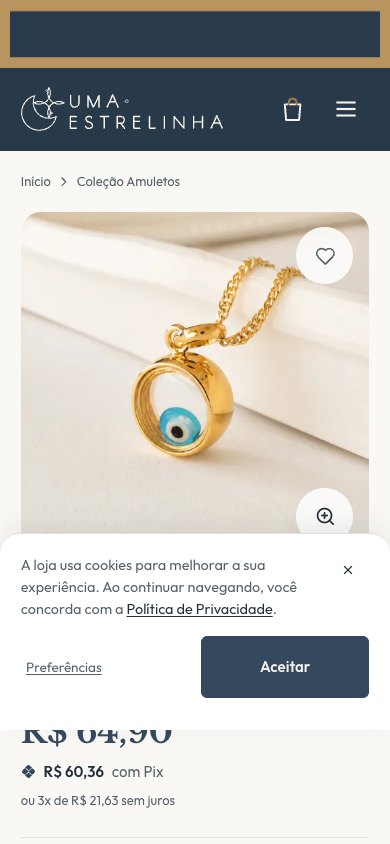 UMA
ESTRELINHA
Início > Coleção Amuletos
A loja usa cookies para melhorar a sua
experiência. Ao continuar navegando, você
concorda com a Política de Privacidade.
Preferências
Aceitar
R$ 64,90
R$ 60,36 com Pix
ou 3x de R$ 21,63 sem juros